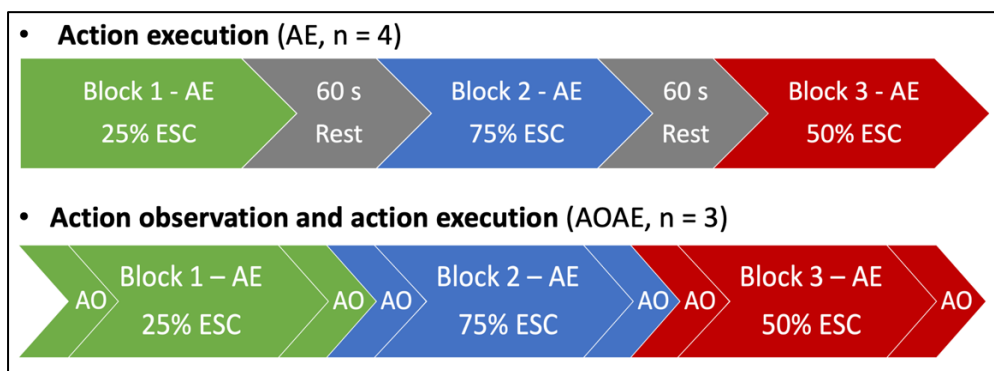 • Action execution (AE, n = 4)
Block 1 - AE
25% ESC
60 s
Rest
Block 2 - AE
75% ESC
60 s
Rest
Block 3 - AE
50% ESC
• Action observation and action execution (AOAE, n = 3)
AO
Block 1 – AE
25% ESC
AO
AO
Block 2 – AE
75% ESC
AO
AO
Block 3 – AE
50% ESC
AO